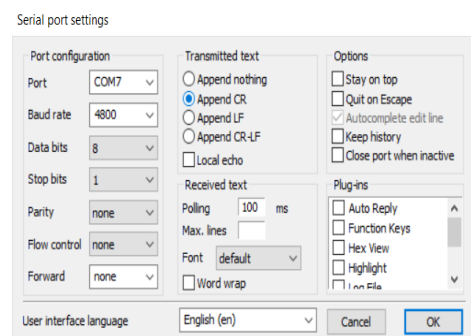 Serial port settings
Port configuration
Port COM7
Baud rate 4800
Data bits 8
Stop bits 1
Parity none
Flow control none
Forward none
Transmitted text
Append nothing
Append CR
Append LF
Append CR-LF
Local echo
Received text
Polling 100 ms
Max. lines
Font default
Word wrap
Options
Stay on top
Quit on Escape
Autocomplete edit line
Keep history
Close port when inactive
Plug-ins
Auto Reply
Function Keys
Hex View
Highlight
Log File
User interface language English (en) Cancel OK